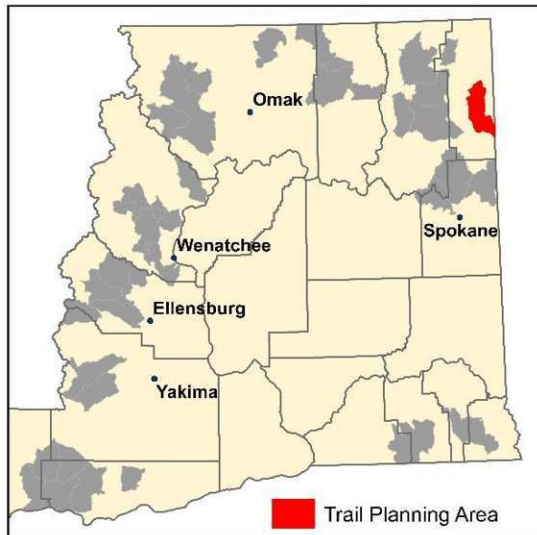 Omak
Spokane
Wenatchee
Ellensburg
Yakima
Trail Planning Area